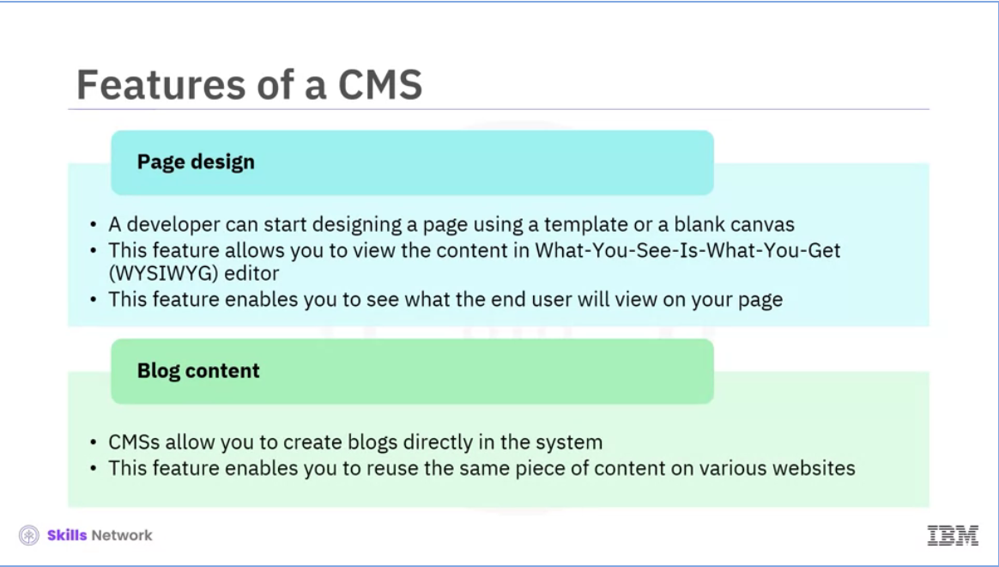 Features of a CMS
Page design
• A developer can start designing a page using a template or a blank canvas
• This feature allows you to view the content in What-You-See-Is-What-You-Get
(WYSIWYG) editor
• This feature enables you to see what the end user will view on your page
Blog content
• CMSs allow you to create blogs directly in the system
• This feature enables you to reuse the same piece of content on various websites
Skills Network
IBM